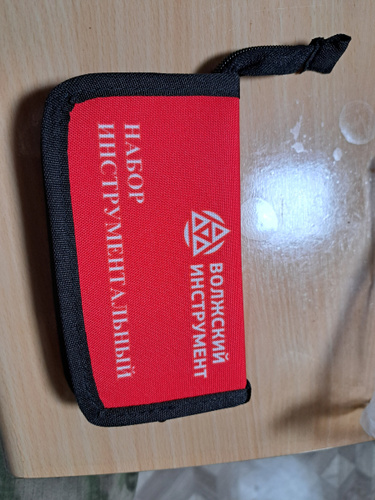 ВОЛЖСКИЙ
ИНСТРУМЕНТ
НАБОР
ИНСТРУМЕНТАЛЬНЫЙ